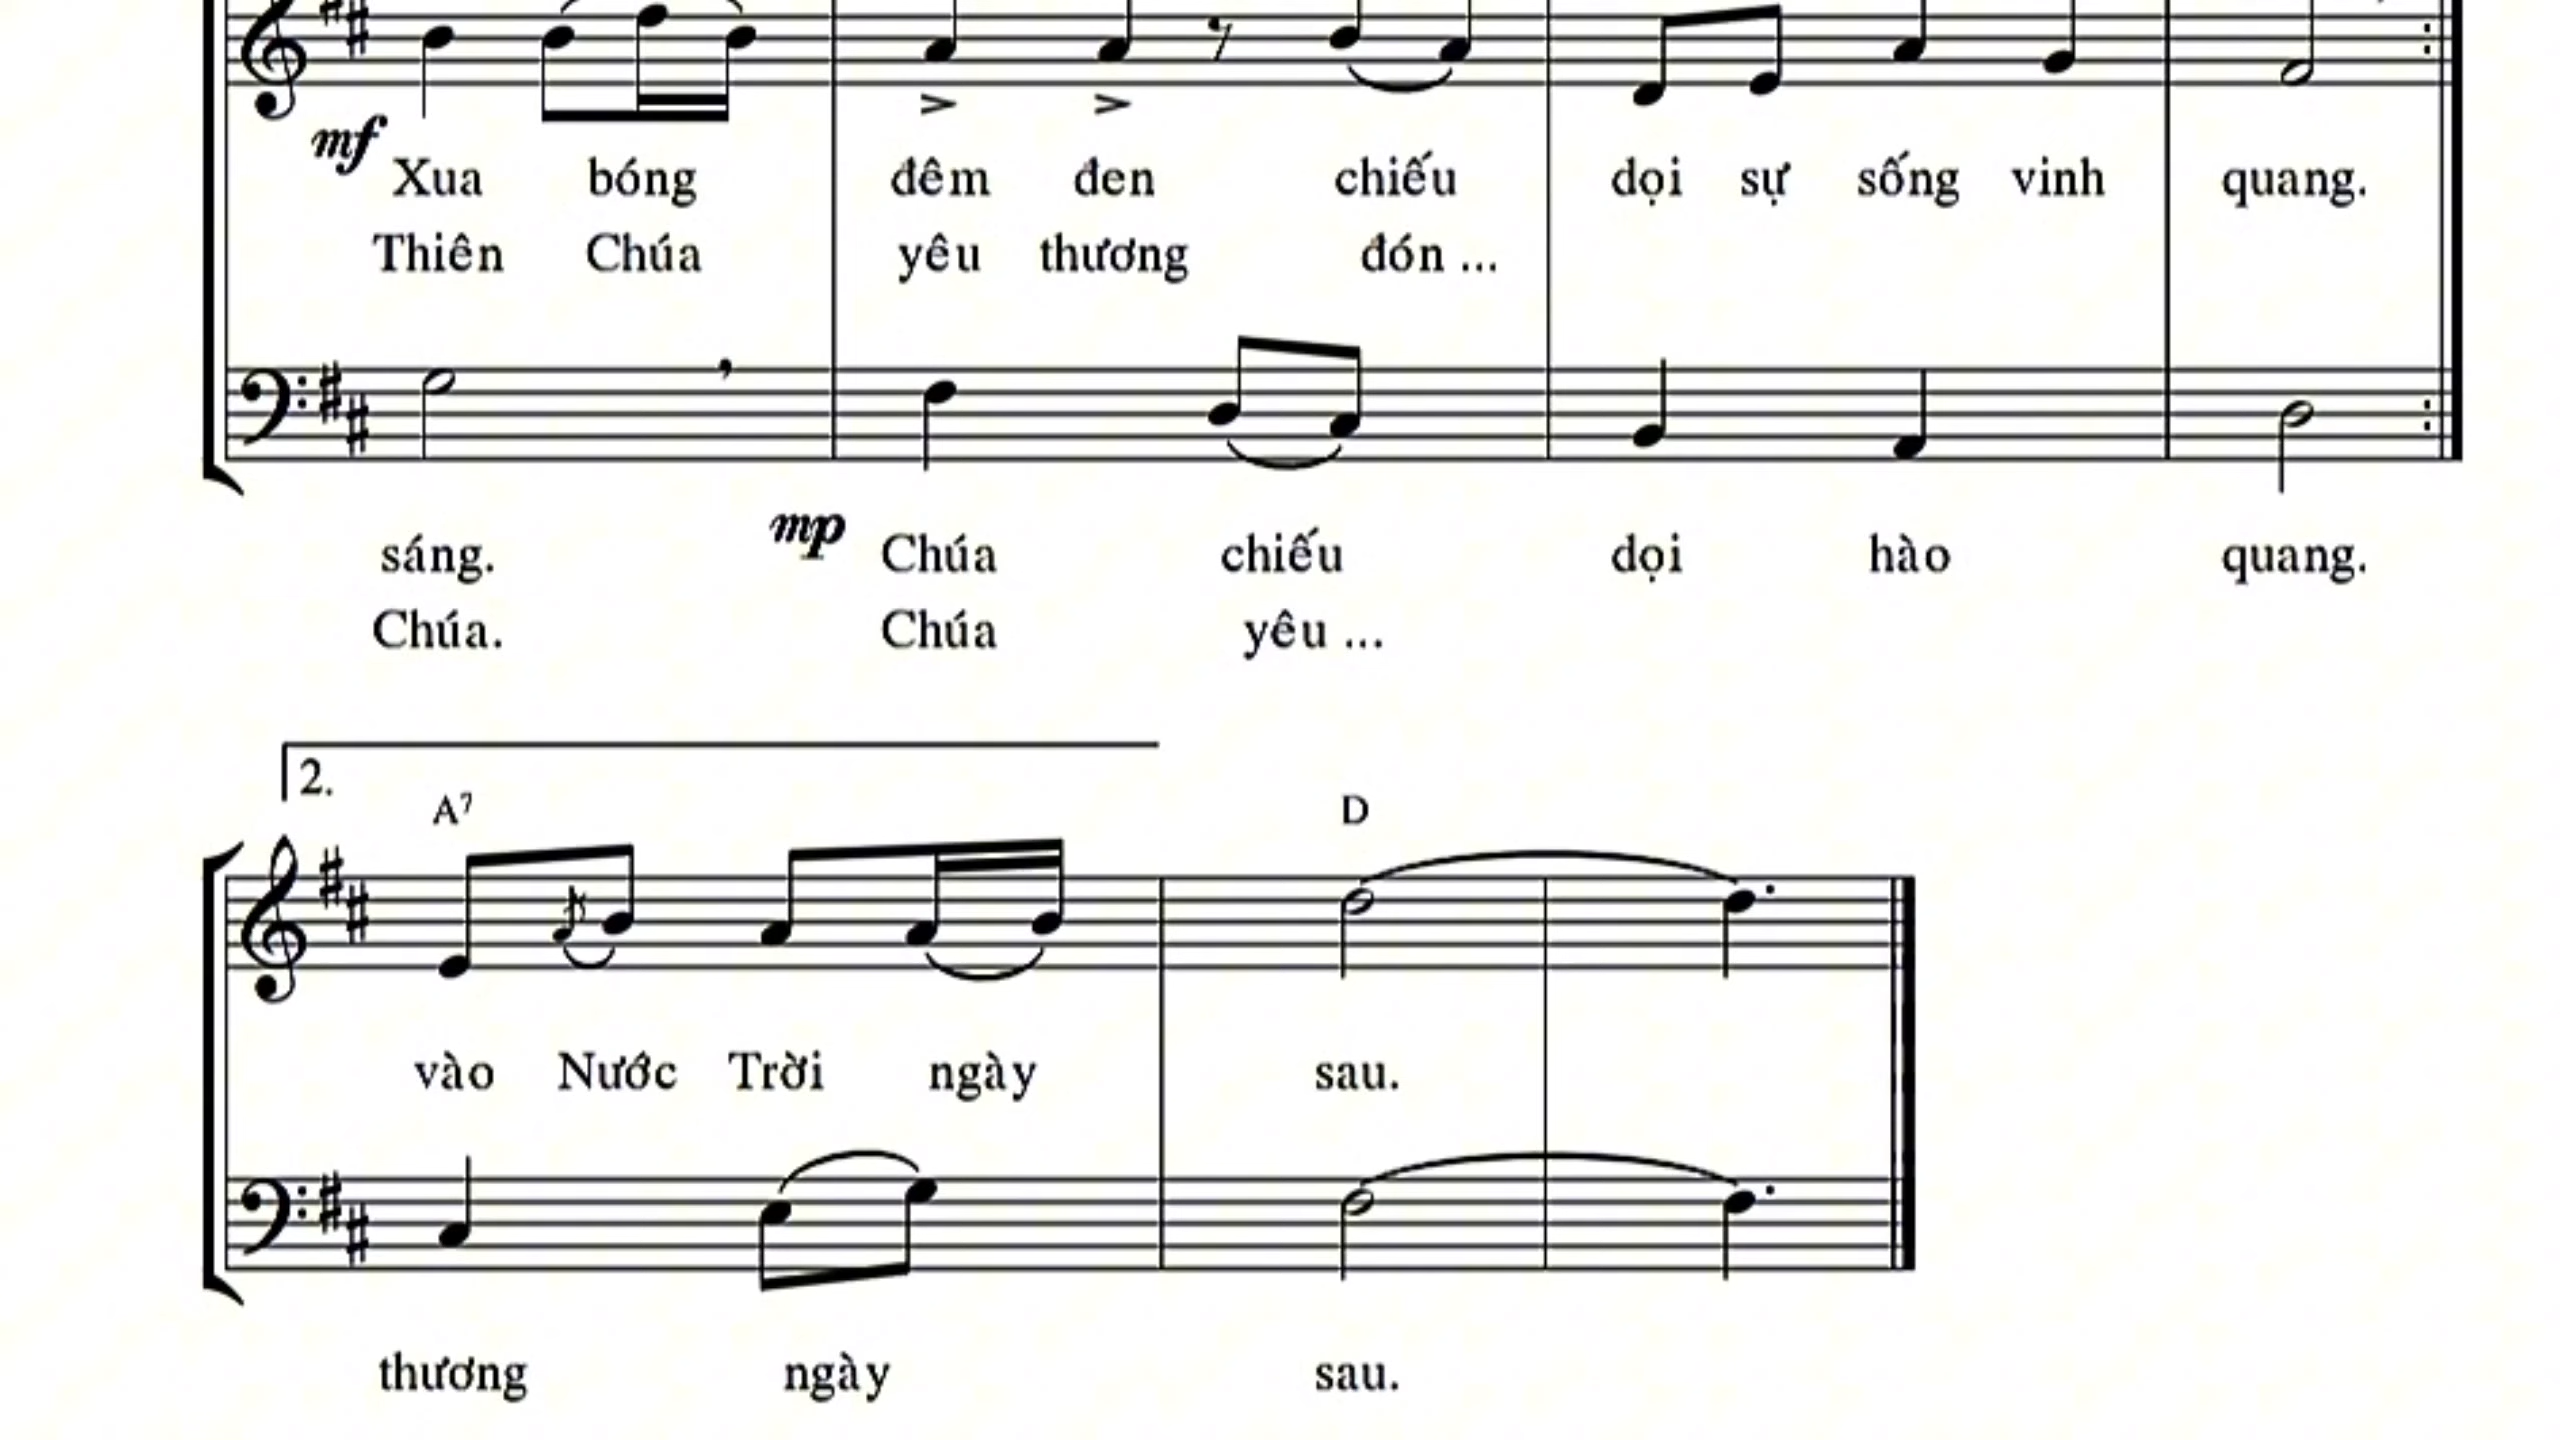 mf
Xua bóng đêm đen chiếu dọi sự sống vinh quang.
Thiên Chúa yêu thương đón ...
mp
sáng. Chúa chiếu dọi hào quang.
Chúa. Chúa yêu ...
2.
A7 D
vào Nước Trời ngày sau.
thương ngày sau.